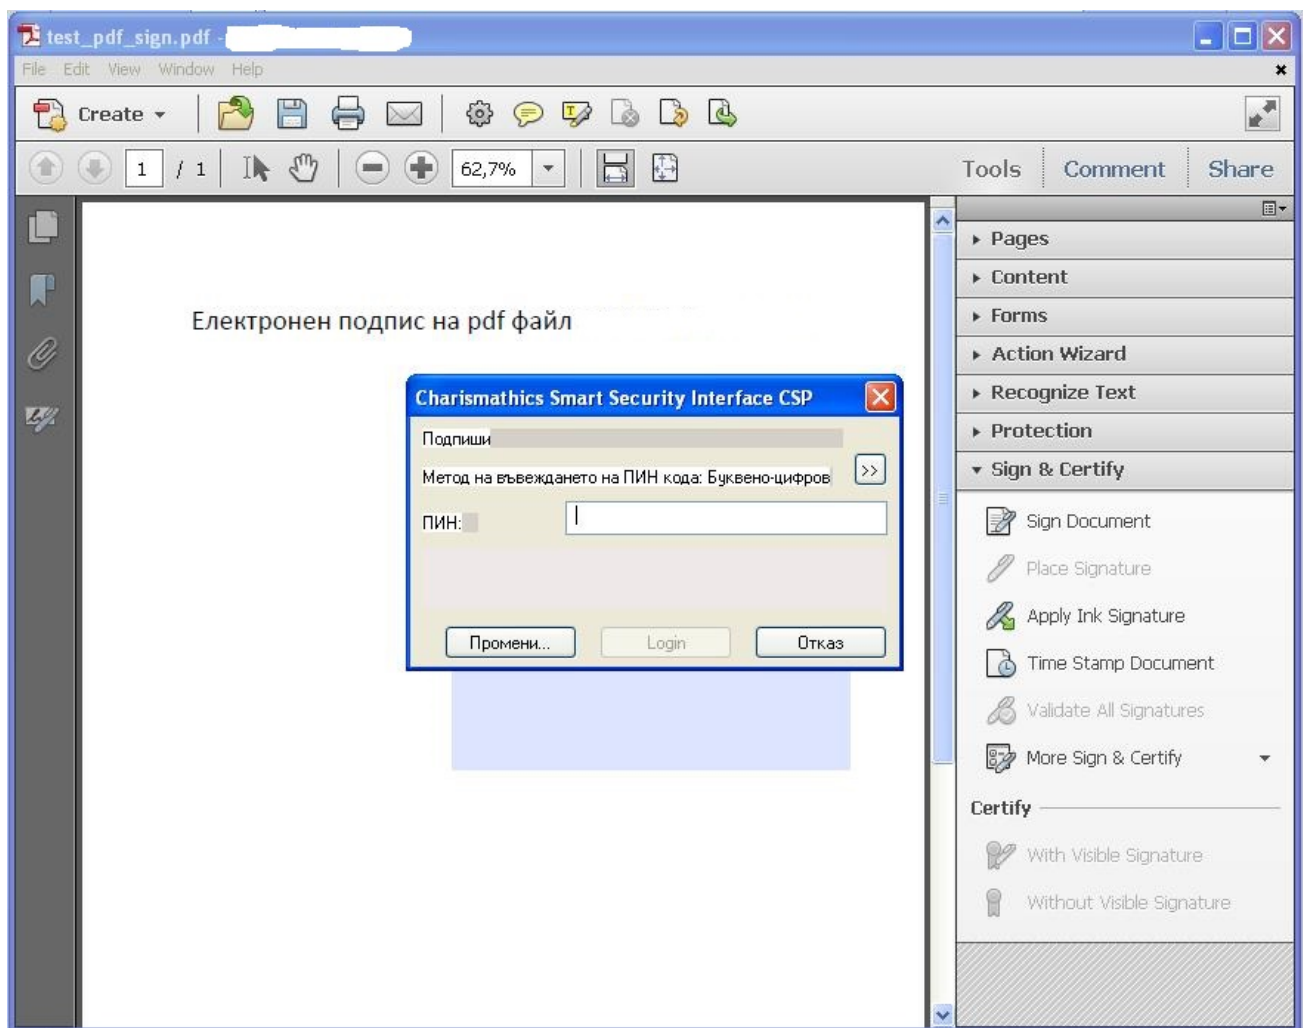 test_pdf_sign.pdf -
File Edit View Window Help
Create
1 / 1
62,7%
Tools Comment Share
Pages
Content
Forms
Action Wizard
Recognize Text
Protection
Sign & Certify
Sign Document
Place Signature
Apply Ink Signature
Time Stamp Document
Validate All Signatures
More Sign & Certify
Certify
With Visible Signature
Without Visible Signature
Електронен подпис на pdf файл
Charismathics Smart Security Interface CSP
Подпиши
Метод на въвеждането на ПИН кода: Буквено-цифров
>>
ПИН:
Промени... Login Отказ